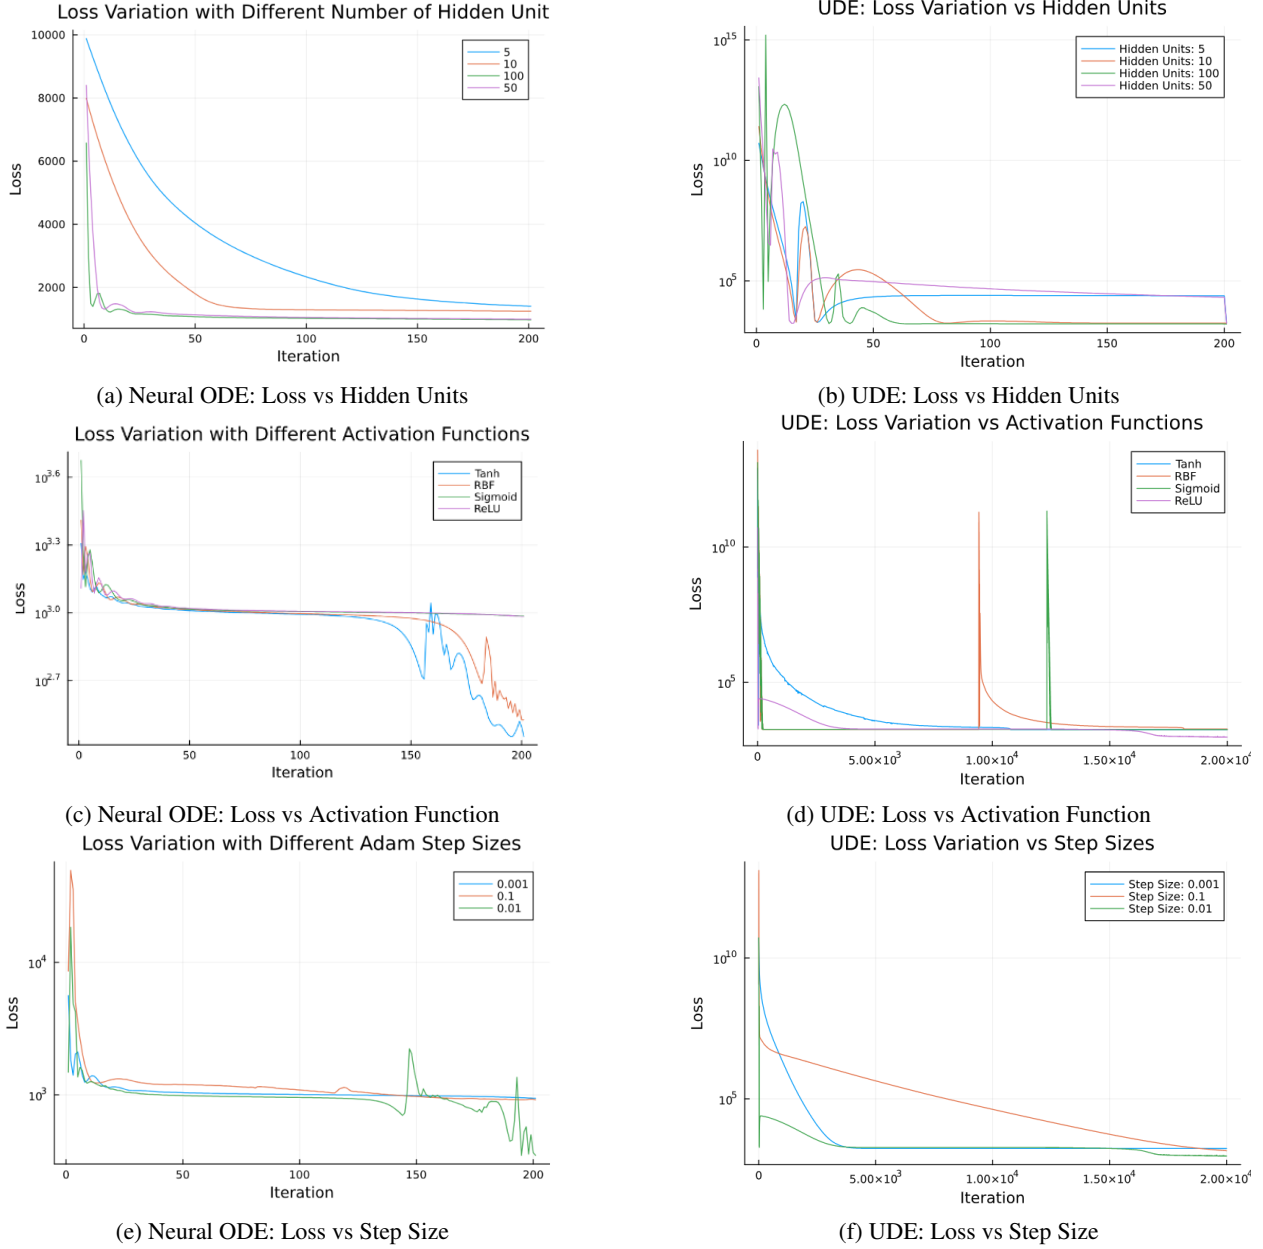 Loss Variation with Different Number of Hidden Unit
10000
8000
6000
4000
2000
Loss
5
10
100
50
0
50
100
150
200
Iteration
(a) Neural ODE: Loss vs Hidden Units
UDE: Loss Variation vs Hidden Units
10^15
10^10
10^5
Loss
Hidden Units: 5
Hidden Units: 10
Hidden Units: 100
Hidden Units: 50
0
50
100
150
200
Iteration
(b) UDE: Loss vs Hidden Units
Loss Variation with Different Activation Functions
10^3.6
10^3.3
10^3.0
10^2.7
Loss
Tanh
RBF
Sigmoid
ReLU
0
50
100
150
200
Iteration
(c) Neural ODE: Loss vs Activation Function
UDE: Loss Variation vs Activation Functions
10^10
10^5
Loss
Tanh
RBF
Sigmoid
ReLU
0
5.00×10^3
1.00×10^4
1.50×10^4
2.00×10^4
Iteration
(d) UDE: Loss vs Activation Function
Loss Variation with Different Adam Step Sizes
10^4
10^3
Loss
0.001
0.1
0.01
0
50
100
150
200
Iteration
(e) Neural ODE: Loss vs Step Size
UDE: Loss Variation vs Step Sizes
10^10
10^5
Loss
Step Size: 0.001
Step Size: 0.1
Step Size: 0.01
0
5.00×10^3
1.00×10^4
1.50×10^4
2.00×10^4
Iteration
(f) UDE: Loss vs Step Size